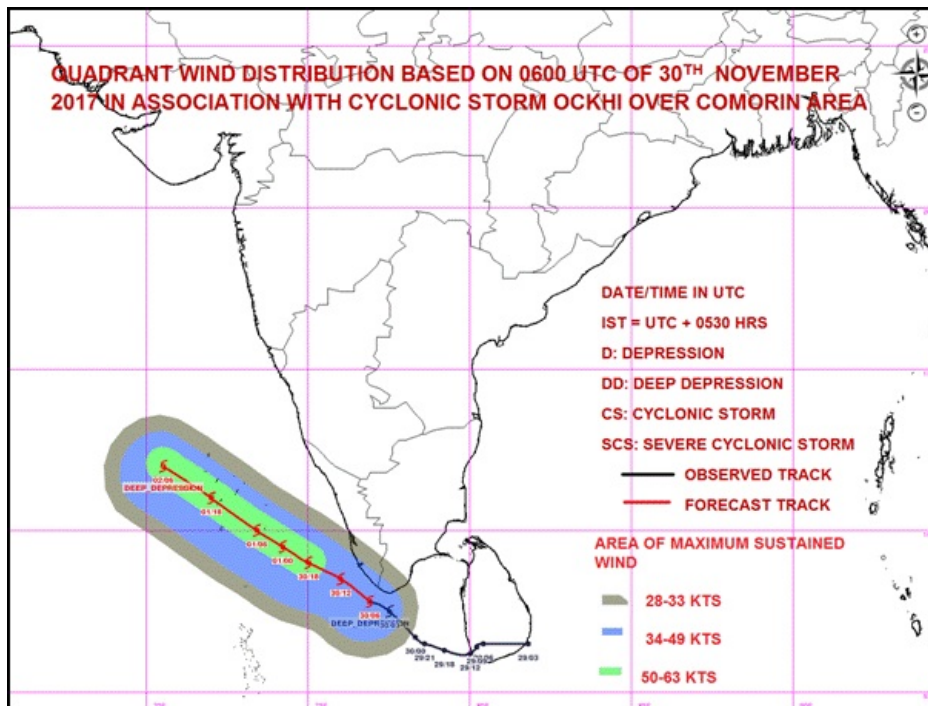 QUADRANT WIND DISTRIBUTION BASED ON 0600 UTC OF 30TH NOVEMBER
2017 IN ASSOCIATION WITH CYCLONIC STORM OCKHI OVER COMORIN AREA
DATE/TIME IN UTC
IST = UTC + 0530 HRS
D: DEPRESSION
DD: DEEP DEPRESSION
CS: CYCLONIC STORM
SCS: SEVERE CYCLONIC STORM
OBSERVED TRACK
FORECAST TRACK
AREA OF MAXIMUM SUSTAINED
WIND
28-33 KTS
34-49 KTS
50-63 KTS
02/06
DEEP_DEPRESSION
01/18
01/06
01/00
30/18
30/12
30/06
30/00
29/21
29/18
29/12
29/03